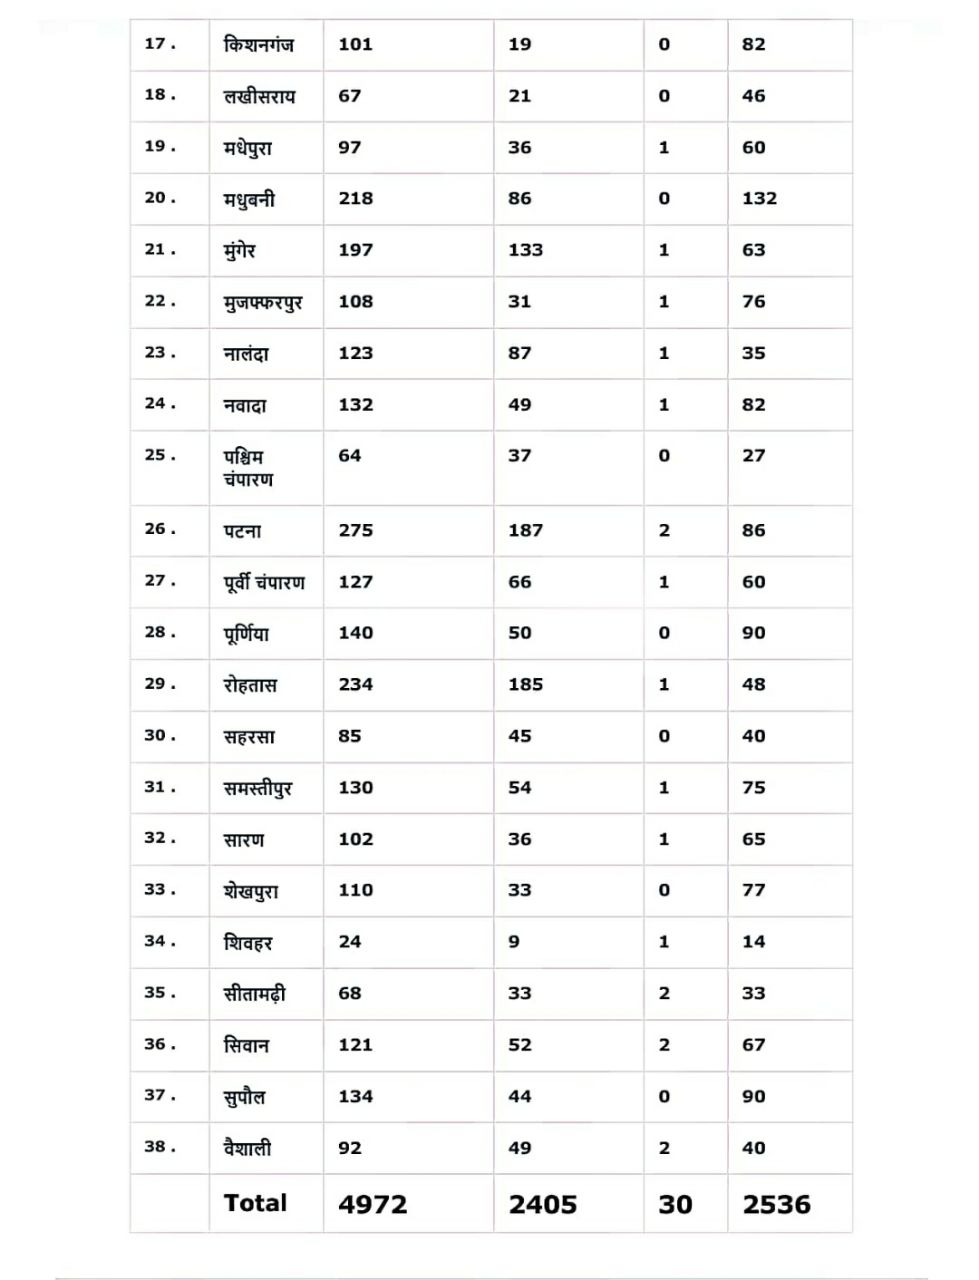 17. किशनगंज 101 19 0 82
18. लखीसराय 67 21 0 46
19. मधेपुरा 97 36 1 60
20. मधुबनी 218 86 0 132
21. मुंगेर 197 133 1 63
22. मुजफ्फरपुर 108 31 1 76
23. नालंदा 123 87 1 35
24. नवादा 132 49 1 82
25. पश्चिम 64 37 0 27
चंपारण
26. पटना 275 187 2 86
27. पूर्वी चंपारण 127 66 1 60
28. पूर्णिया 140 50 0 90
29. रोहतास 234 185 1 48
30. सहरसा 85 45 0 40
31. समस्तीपुर 130 54 1 75
32. सारण 102 36 1 65
33. शेखपुरा 110 33 0 77
34. शिवहर 24 9 1 14
35. सीतामढ़ी 68 33 2 33
36. सिवान 121 52 2 67
37. सुपौल 134 44 0 90
38. वैशाली 92 49 2 40
Total 4972 2405 30 2536